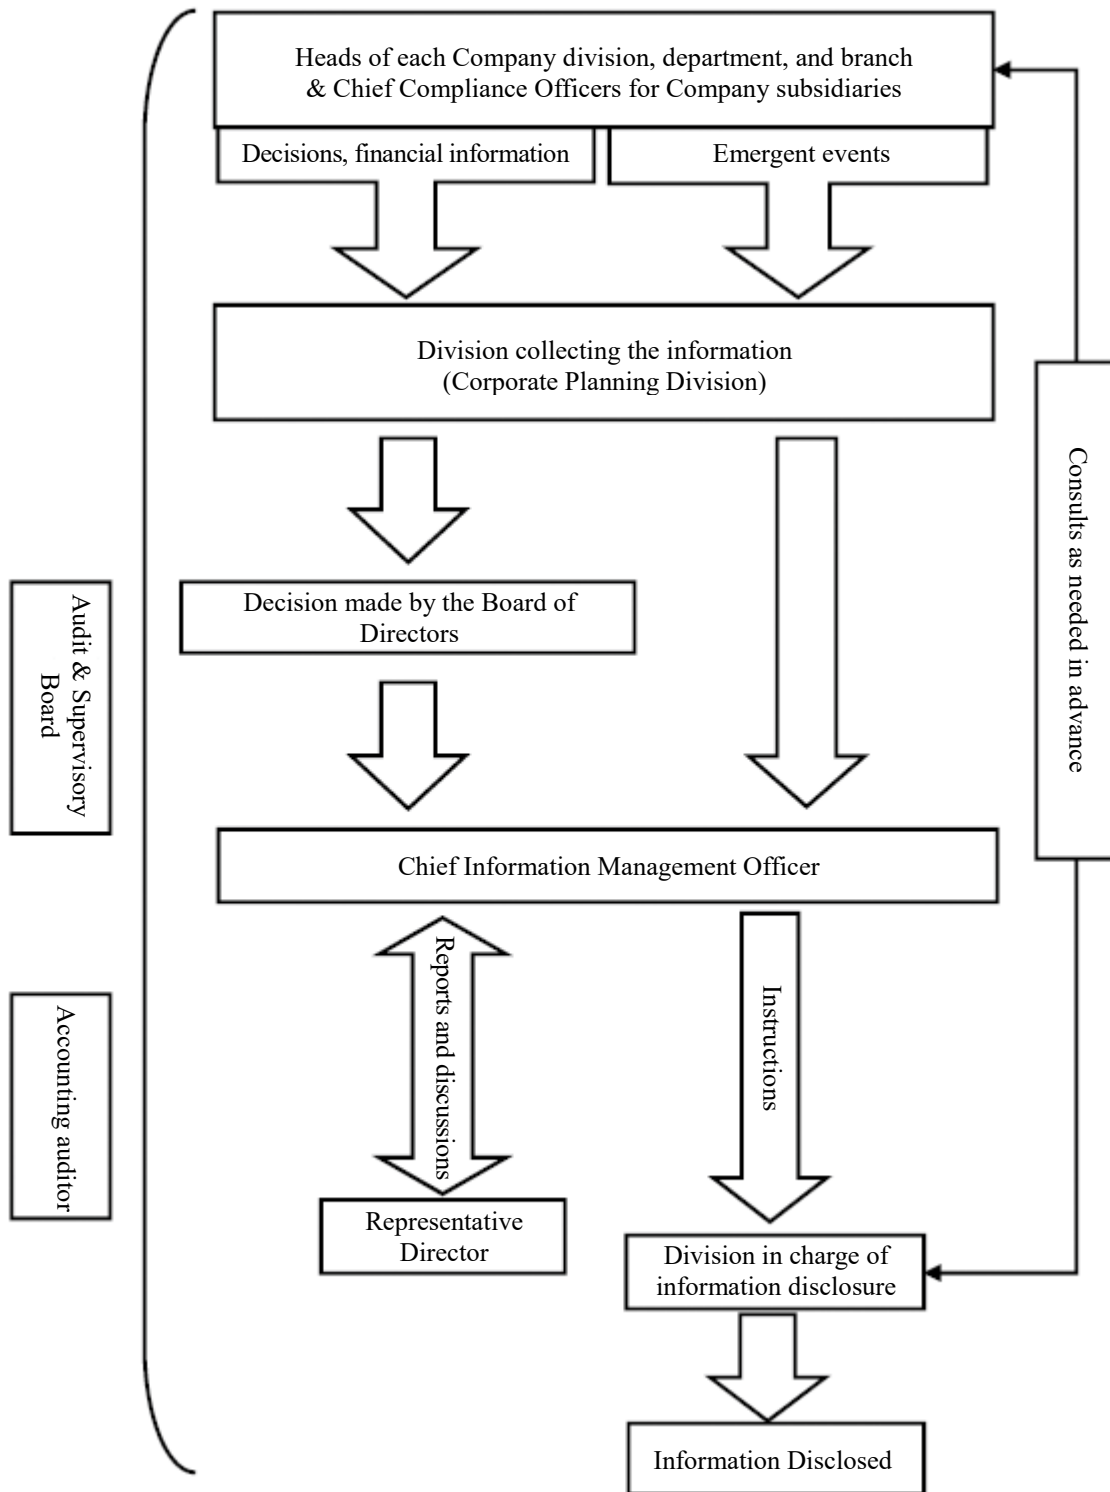 Heads of each Company division, department, and branch
& Chief Compliance Officers for Company subsidiaries
Decisions, financial information
Emergent events
Division collecting the information
(Corporate Planning Division)
Consults as needed in advance
Decision made by the Board of
Directors
Audit & Supervisory
Board
Chief Information Management Officer
Reports and discussions
Instructions
Accounting auditor
Representative
Director
Division in charge of
information disclosure
Information Disclosed